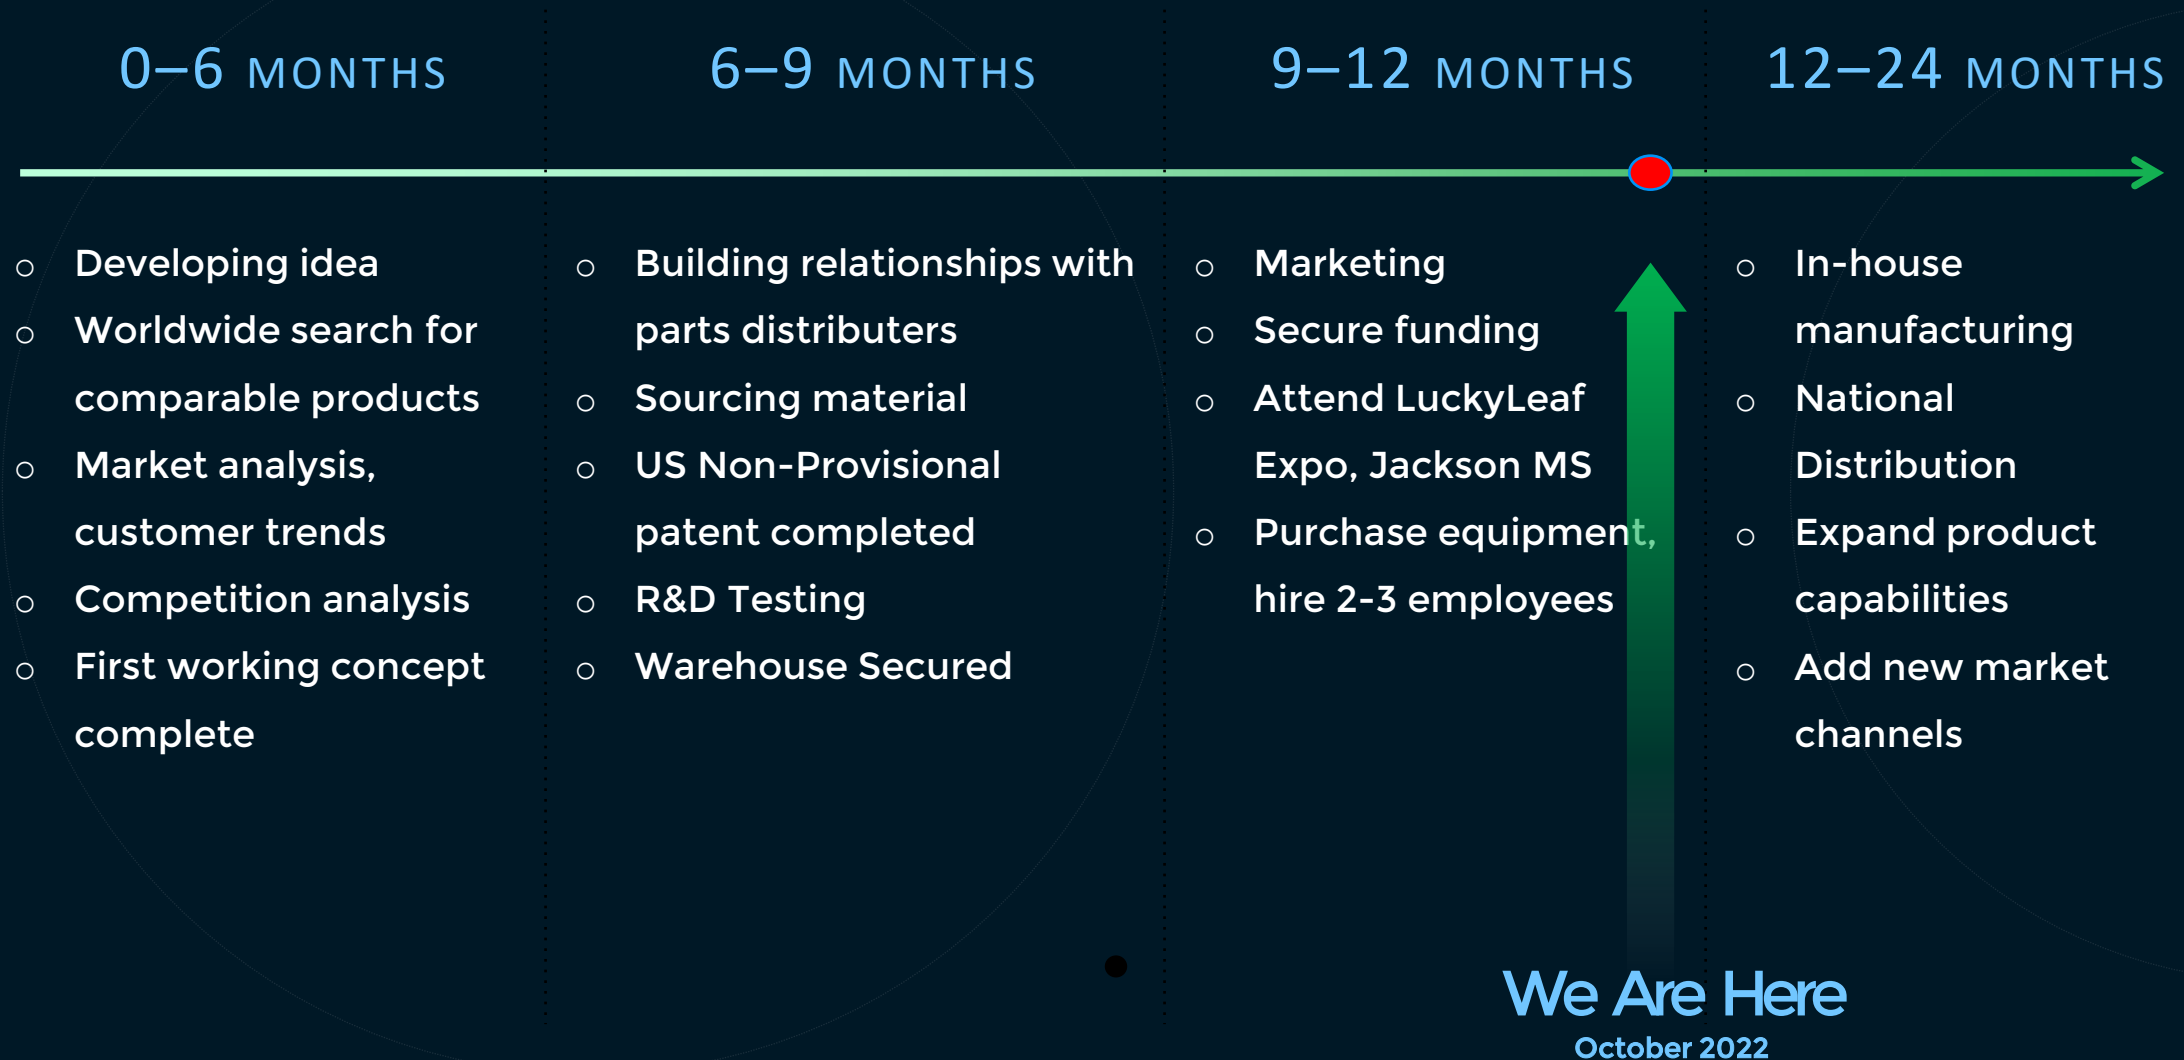 0–6 MONTHS
Developing idea
Worldwide search for
comparable products
Market analysis,
customer trends
Competition analysis
First working concept
complete
6–9 MONTHS
Building relationships with
parts distributers
Sourcing material
US Non-Provisional
patent completed
R&D Testing
Warehouse Secured
9–12 MONTHS
Marketing
Secure funding
Attend LuckyLeaf
Expo, Jackson MS
Purchase equipment,
hire 2-3 employees
12–24 MONTHS
In-house
manufacturing
National
Distribution
Expand product
capabilities
Add new market
channels
We Are Here
October 2022